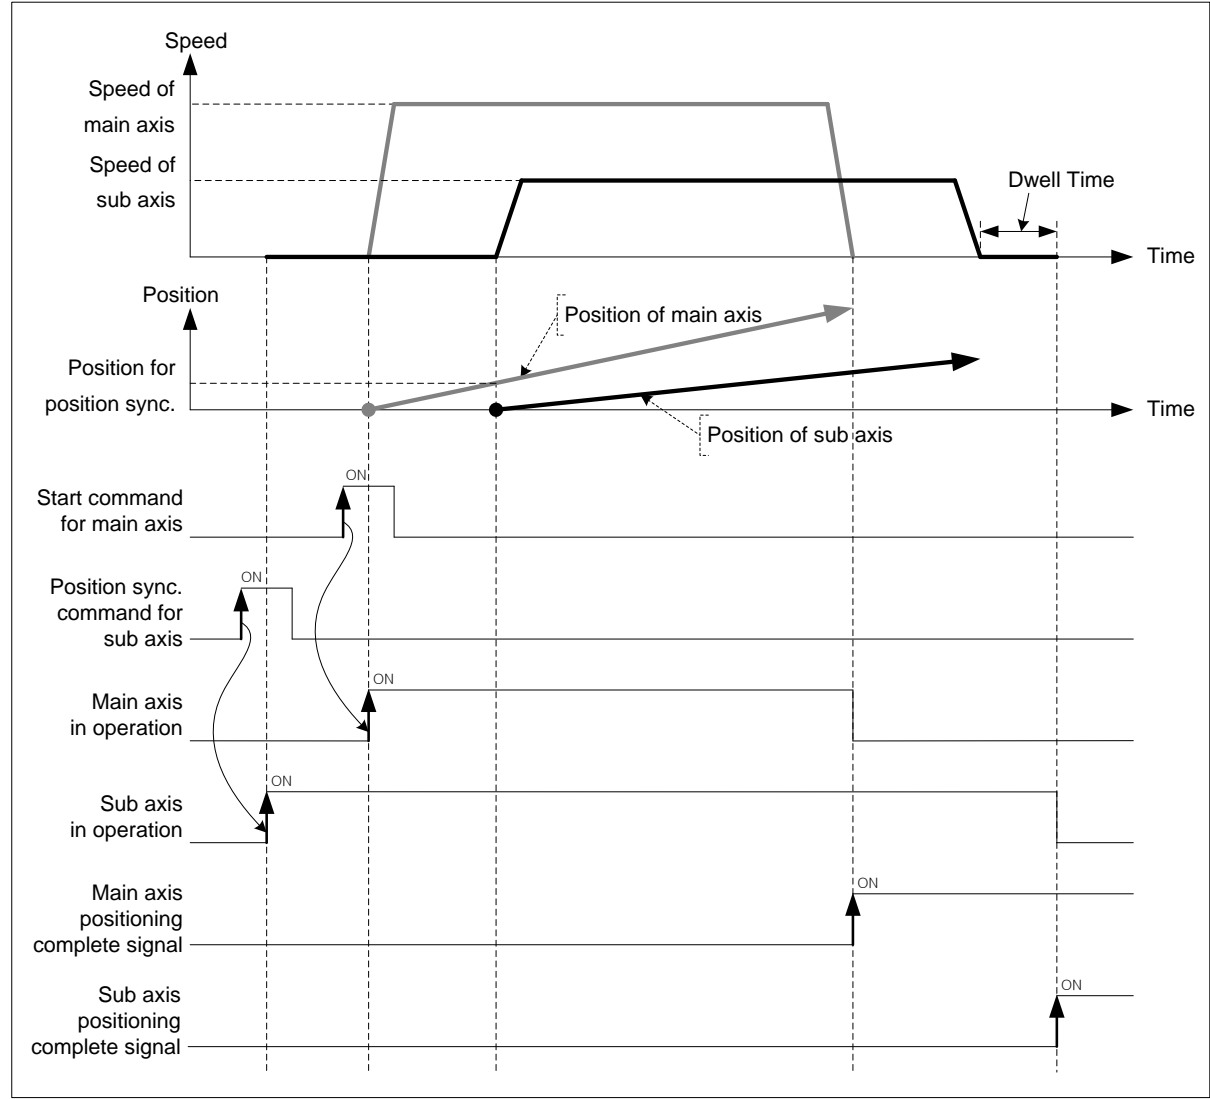 Speed
Speed of
main axis
Speed of
sub axis
Dwell Time
Time
Position
Position of main axis
Position for
position sync.
Time
Position of sub axis
ON
Start command
for main axis
ON
Position sync.
command for
sub axis
ON
Main axis
in operation
ON
Sub axis
in operation
ON
Main axis
positioning
complete signal
ON
Sub axis
positioning
complete signal